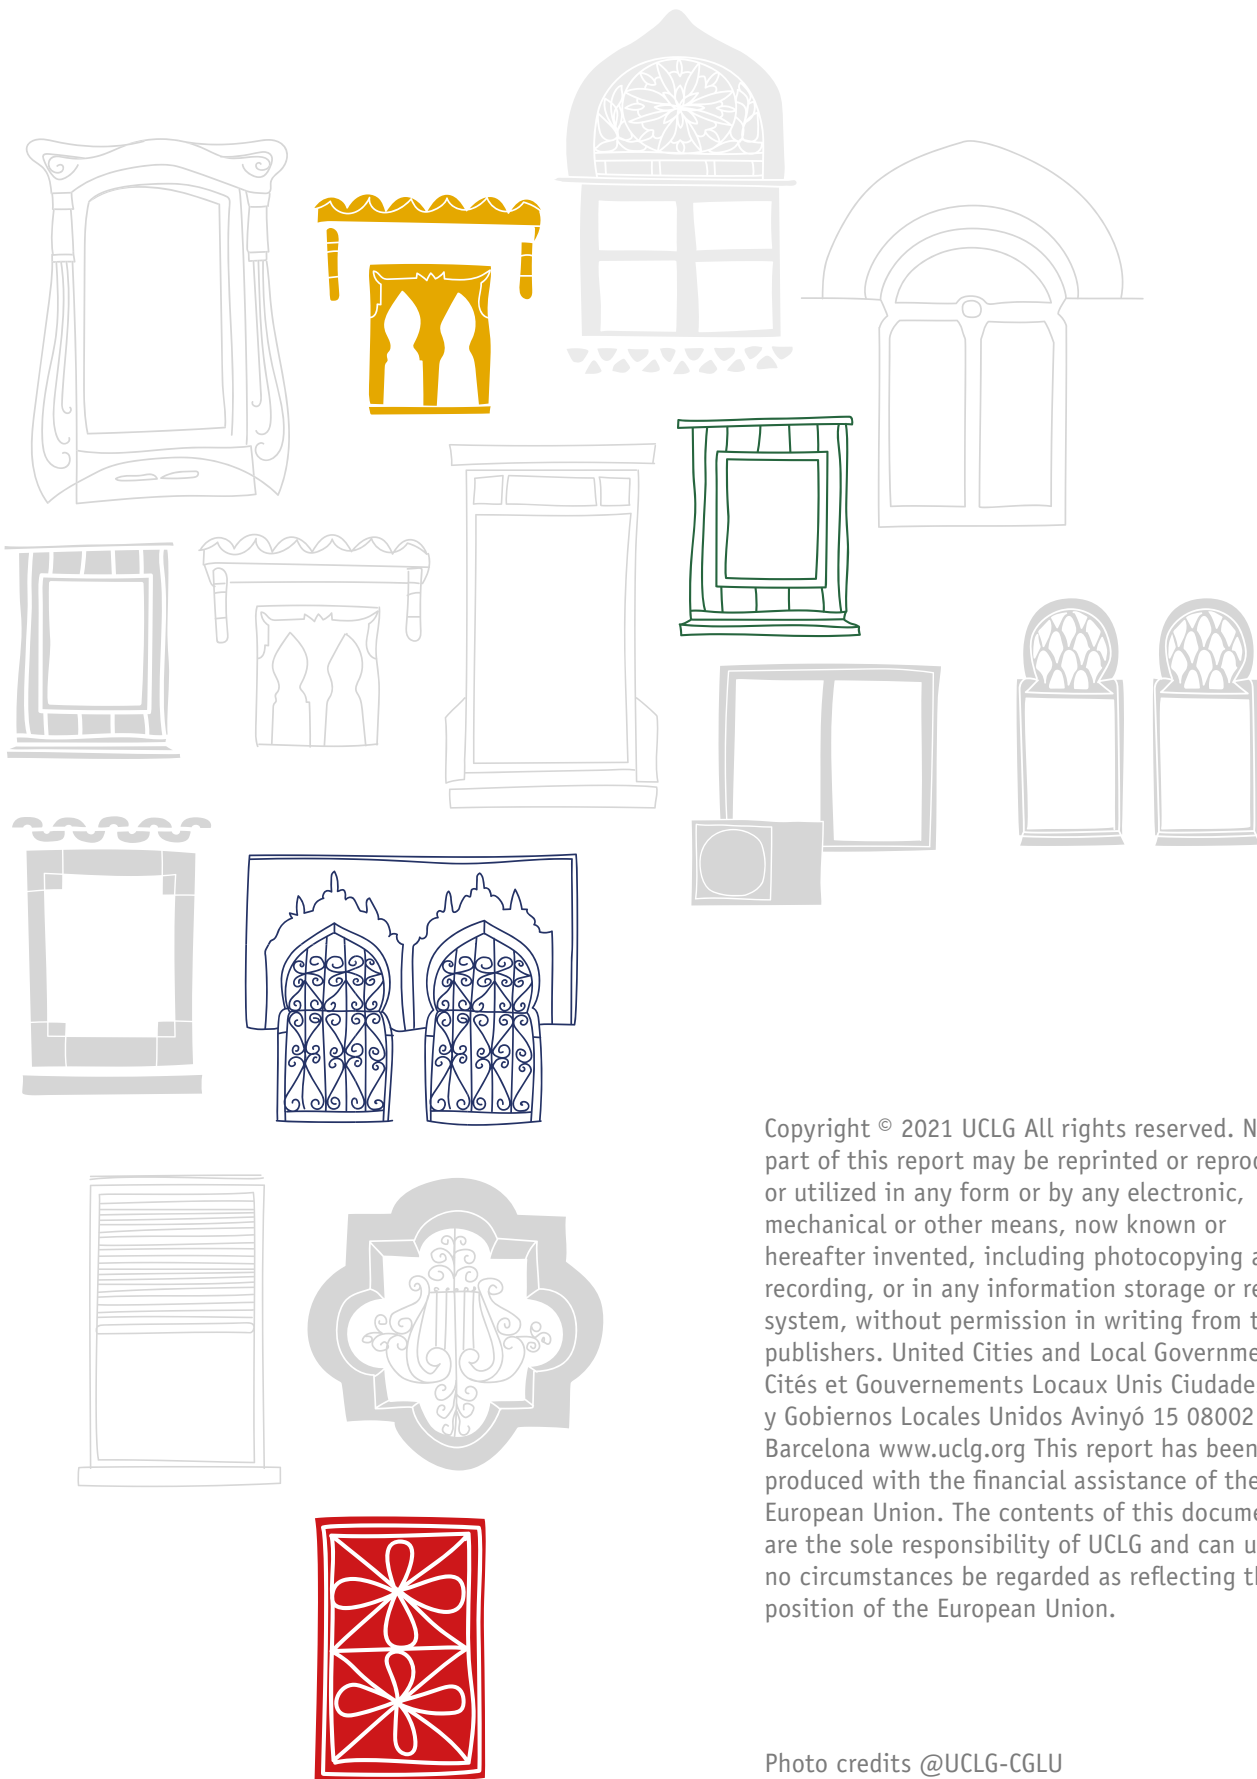 Copyright © 2021 UCLG All rights reserved. N
part of this report may be reprinted or reproc
or utilized in any form or by any electronic,
mechanical or other means, now known or
hereafter invented, including photocopying a
recording, or in any information storage or re
system, without permission in writing from t
publishers. United Cities and Local Governme
Cités et Gouvernements Locaux Unis Ciudade
y Gobiernos Locales Unidos Avinyó 15 08002
Barcelona www.uclg.org This report has been
produced with the financial assistance of the
European Union. The contents of this docume
are the sole responsibility of UCLG and can u
no circumstances be regarded as reflecting th
position of the European Union.
Photo credits @UCLG-CGLU